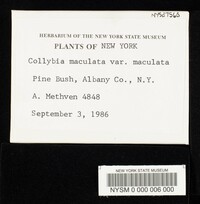 HERBARIUM OF THE NEW YORK STATE MUSEUM
PLANTS OF NEW YORK
Collybia maculata var. maculata
Pine Bush, Albany Co., N.Y.
A. Methven 4848
September 3, 1986
NEW YORK STATE MUSEUM
NYSM 0 000 006 000